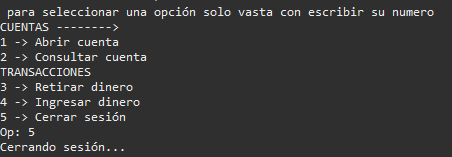 para seleccionar una opción solo vasta con escribir su numero
CUENTAS -------->
1 -> Abrir cuenta
2 -> Consultar cuenta
TRANSACCIONES
3 -> Retirar dinero
4 -> Ingresar dinero
5 -> Cerrar sesión
Op: 5
Cerrando sesión...